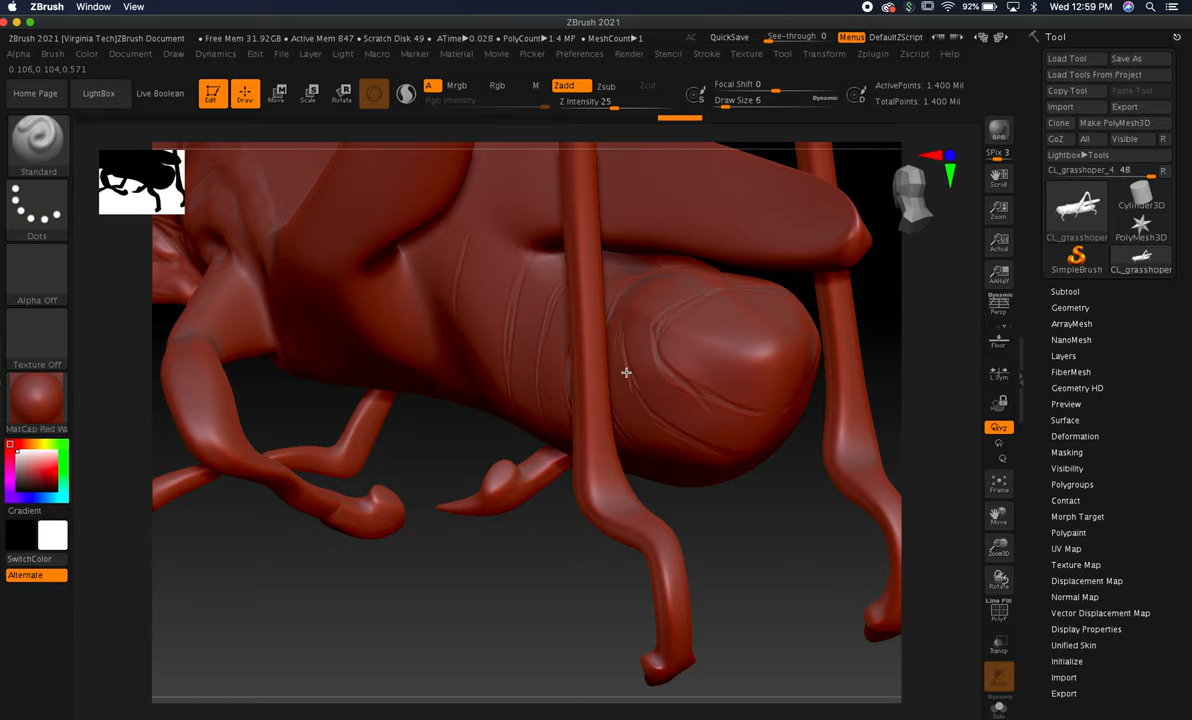 ZBrush Window View
92% Wed 12:59 PM
ZBrush 2021
ZBrush 2021 [Virginia Tech]ZBrush Document • Free Mem 31.92GB • Active Mem 847 • Scratch Disk 49 • ATime▶0.028 • PolyCount▶1.4 MP • MeshCount▶1 AC QuickSave See-through 0 Menus DefaultZScript
Alpha Brush Color Document Draw Dynamics Edit File Layer Light Macro Marker Material Movie Picker Preferences Render Stencil Stroke Texture Tool Transform Zplugin Zscript
0.106,0.104,0.571
Home Page LightBox Live Boolean
Edit Draw Move Scale Rotate
A Mrgb Rgb M Zadd Zsub Zcut
Rgb Intensity Z Intensity 25
S Focal Shift 0
Draw Size 6 Dynamic D
ActivePoints: 1.400 Mil
TotalPoints: 1.400 Mil
Standard
Dots
Alpha Off
Texture Off
MatCap Red Wa
Gradient
SwitchColor
Alternate
BPR
SPix 3
Scroll
Zoom
Actual
AAHalf
Dynamic
Persp
Floor
L.Sym
XYZ
Frame
Move
Zoom3D
Rotate
Line Fill
PolyF
Transp
Dynamic
Solo
Tool
Load Tool Save As
Load Tools From Project
Copy Tool Paste Tool
Import Export
Clone Make PolyMesh3D
GoZ All Visible R
Lightbox▶Tools
CL_grasshoper_4. 48 R
CL_grasshoper Cylinder3D
PolyMesh3D
SimpleBrush CL_grasshoper
Subtool
Geometry
ArrayMesh
NanoMesh
Layers
FiberMesh
Geometry HD
Preview
Surface
Deformation
Masking
Visibility
Polygroups
Contact
Morph Target
Polypaint
UV Map
Texture Map
Displacement Map
Normal Map
Vector Displacement Map
Display Properties
Unified Skin
Initialize
Import
Export